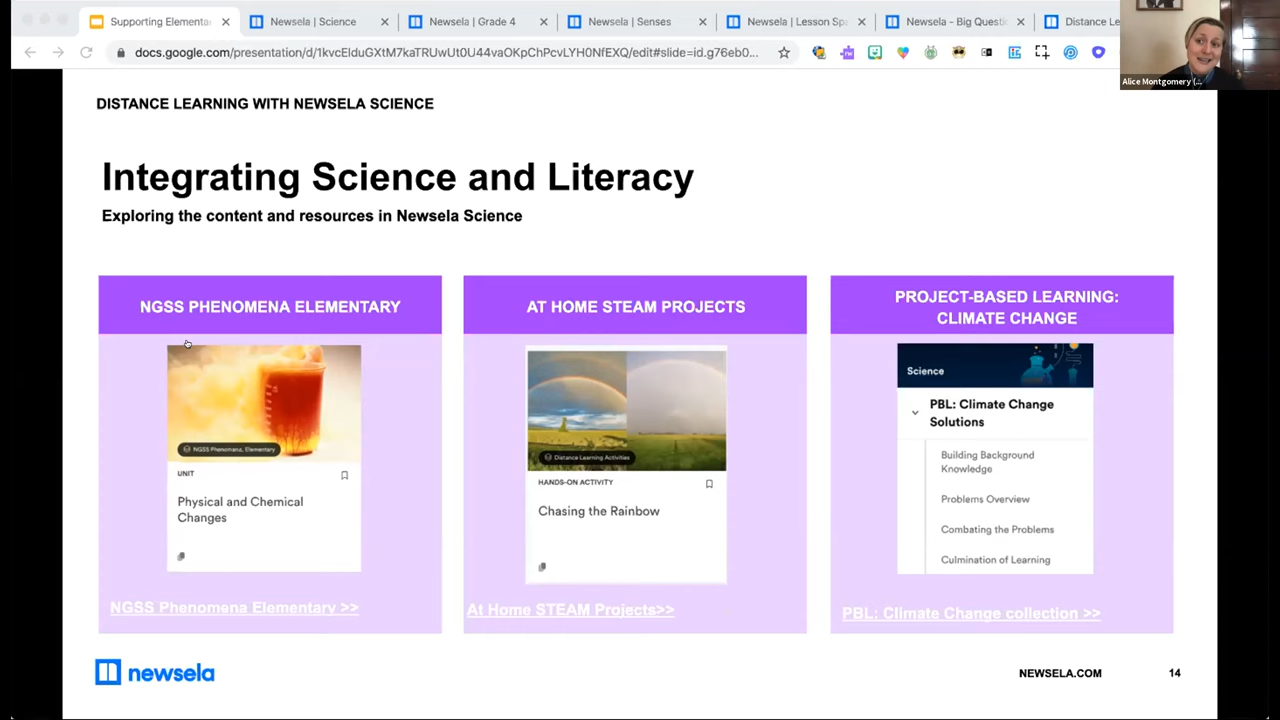 Supporting Elementa
Newsela | Science
Newsela | Grade 4
Newsela | Senses
Newsela | Lesson Spa
Newsela - Big Questi
Distance Le
docs.google.com/presentation/d/1kvcElduGXtM7kaTRUwUt0U44vaOKpChPcvLYH0NfEXQ/edit#slide=id.g76eb0...
Alice Montgomery (...
DISTANCE LEARNING WITH NEWSELA SCIENCE
Integrating Science and Literacy
Exploring the content and resources in Newsela Science
NGSS PHENOMENA ELEMENTARY
NGSS Phenomena, Elementary
UNIT
Physical and Chemical
Changes
NGSS Phenomena Elementary >>
AT HOME STEAM PROJECTS
Distance Learning Activities
HANDS-ON ACTIVITY
Chasing the Rainbow
At Home STEAM Projects>>
PROJECT-BASED LEARNING:
CLIMATE CHANGE
Science
PBL: Climate Change
Solutions
Building Background
Knowledge
Problems Overview
Combating the Problems
Culmination of Learning
PBL: Climate Change collection >>
newsela
NEWSELA.COM
14